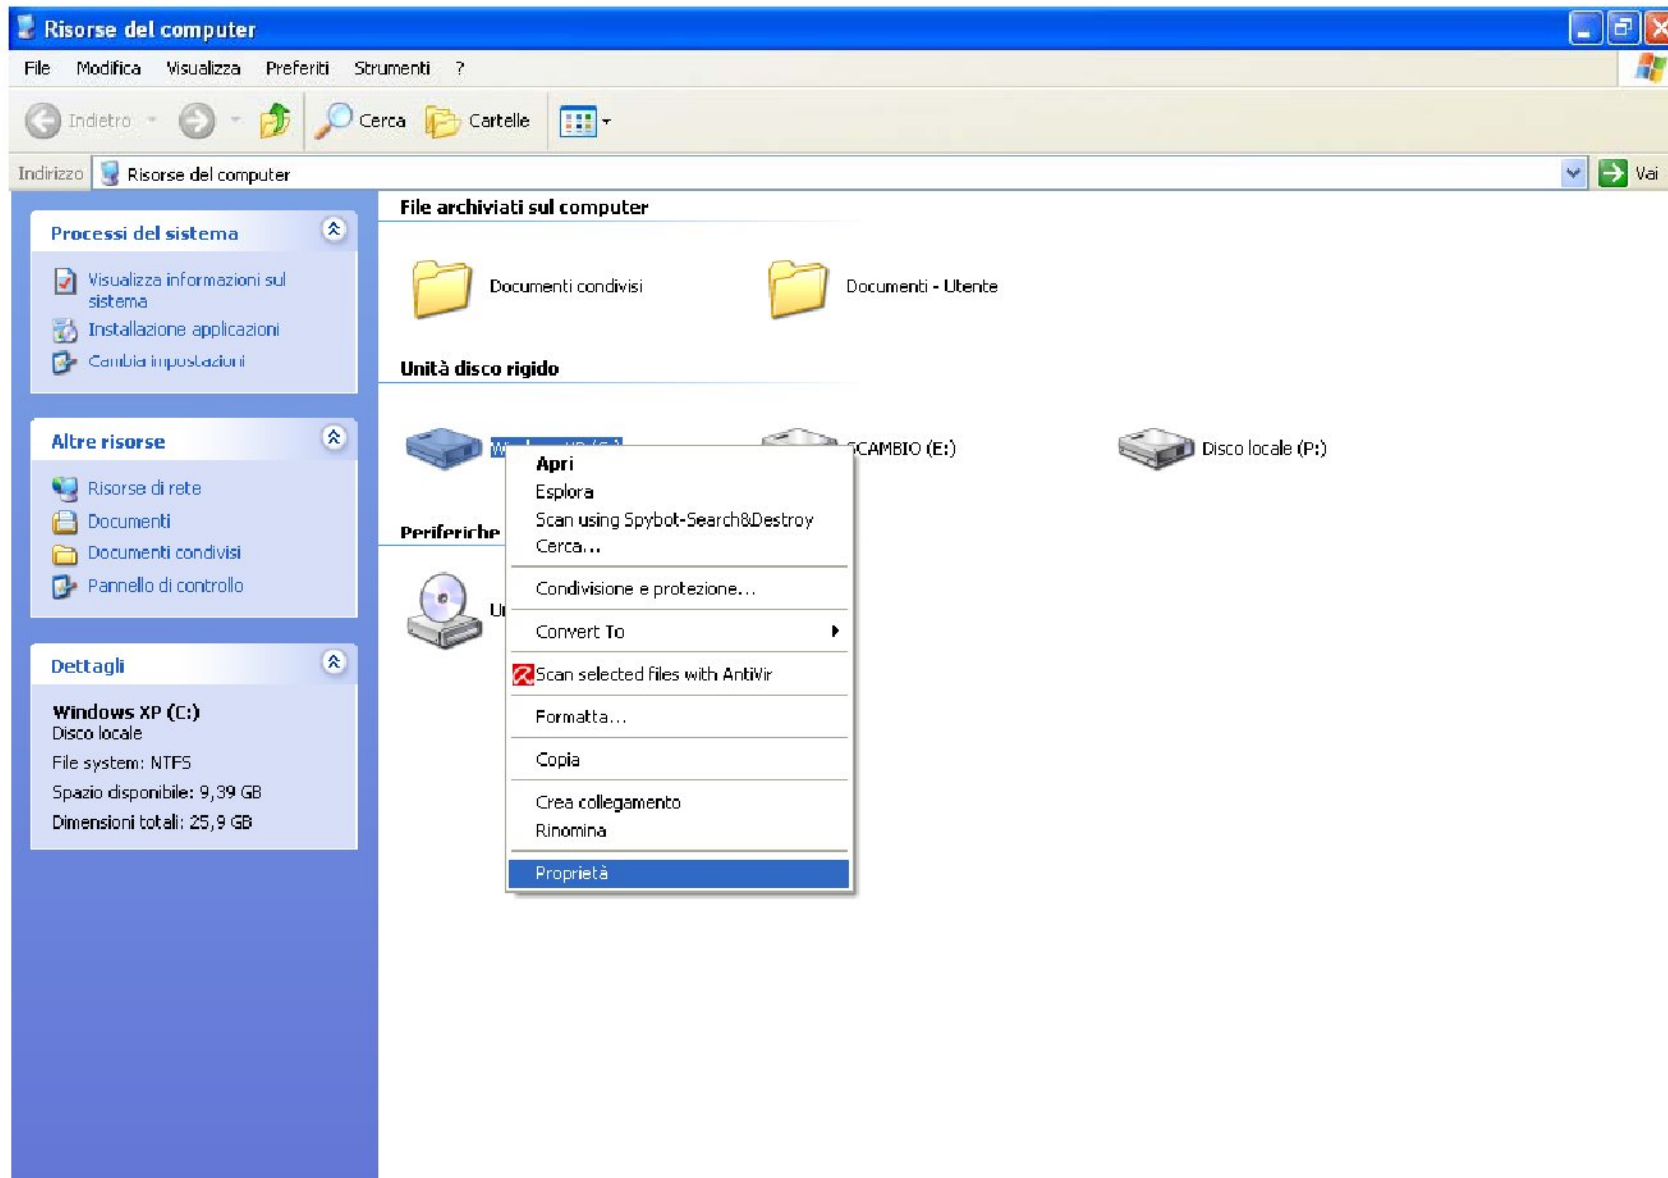 Risorse del computer
File Modifica Visualizza Preferiti Strumenti ?
Indietro Cerca Cartelle
Indirizzo Risorse del computer Vai
Processi del sistema
Visualizza informazioni sul
sistema
Installazione applicazioni
Cambia impostazioni
Altre risorse
Risorse di rete
Documenti
Documenti condivisi
Pannello di controllo
Dettagli
Windows XP (C:)
Disco locale
File system: NTFS
Spazio disponibile: 9,39 GB
Dimensioni totali: 25,9 GB
File archiviati sul computer
Documenti condivisi
Documenti - Utente
Unità disco rigido
SCAMBIO (E:)
Disco locale (P:)
Periferiche
Apri
Esplora
Scan using Spybot-Search&Destroy
Cerca...
Condivisione e protezione...
Convert To
Scan selected files with AntiVir
Formatta...
Copia
Crea collegamento
Rinomina
Proprietà